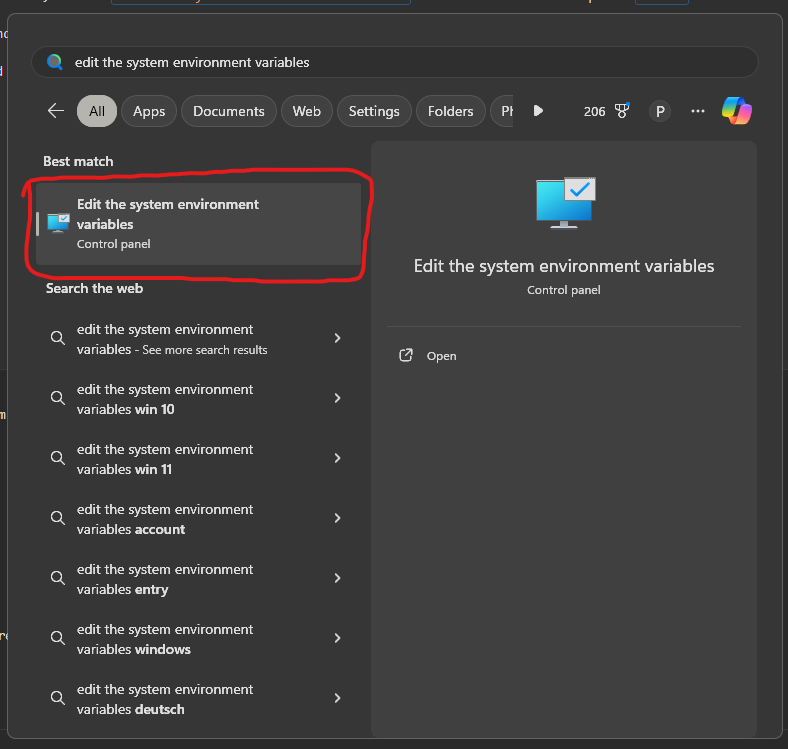 edit the system environment variables
All
Apps
Documents
Web
Settings
Folders
206
P
Best match
Edit the system environment
variables
Control panel
Search the web
edit the system environment
variables - See more search results
edit the system environment
variables win 10
edit the system environment
variables win 11
edit the system environment
variables account
edit the system environment
variables entry
edit the system environment
variables windows
edit the system environment
variables deutsch
Edit the system environment variables
Control panel
Open